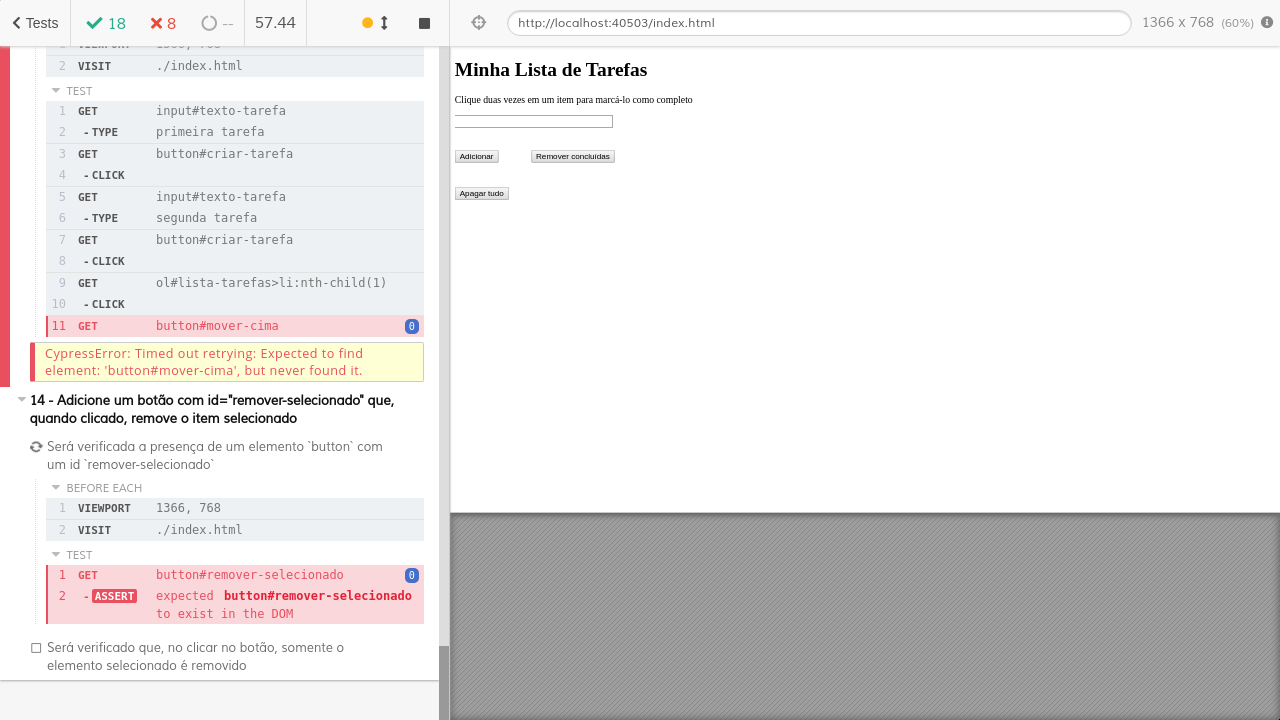 Tests 18 8 -- 57.44
http://localhost:40503/index.html 1366 x 768 (60%)
1 VIEWPORT 1366, 768
2 VISIT ./index.html
TEST
1 GET input#texto-tarefa
2 -TYPE primeira tarefa
3 GET button#criar-tarefa
4 -CLICK
5 GET input#texto-tarefa
6 -TYPE segunda tarefa
7 GET button#criar-tarefa
8 -CLICK
9 GET ol#lista-tarefas>li:nth-child(1)
10 -CLICK
11 GET button#mover-cima 0
CypressError: Timed out retrying: Expected to find
element: 'button#mover-cima', but never found it.
14 - Adicione um botão com id="remover-selecionado" que,
quando clicado, remove o item selecionado
Será verificada a presença de um elemento `button` com
um id `remover-selecionado`
BEFORE EACH
1 VIEWPORT 1366, 768
2 VISIT ./index.html
TEST
1 GET button#remover-selecionado 0
2 -ASSERT expected button#remover-selecionado
to exist in the DOM
Será verificado que, no clicar no botão, somente o
elemento selecionado é removido
Minha Lista de Tarefas
Clique duas vezes em um item para marcá-lo como completo
Adicionar Remover concluídas
Apagar tudo